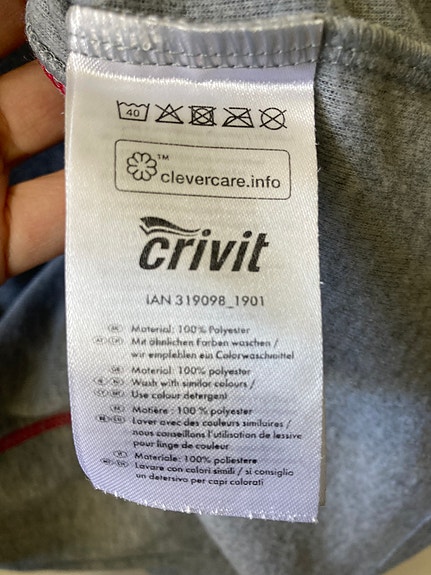 40
™
clevercare.info
crivit
IAN 319098_1901
Material: 100% Polyester
Mit ähnlichen Farben waschen /
wir empfehlen ein Colorwaschmittel
Material: 100% polyester
Wash with similar colours /
Use colour detergent
Matière : 100 % polyester
Laver avec des couleurs similaires /
nous conseillons l'utilisation de lessive
pour linge de couleur
Materiale: 100% poliestere
Lavare con colori simili / si consiglia
un detersivo per capi colorati